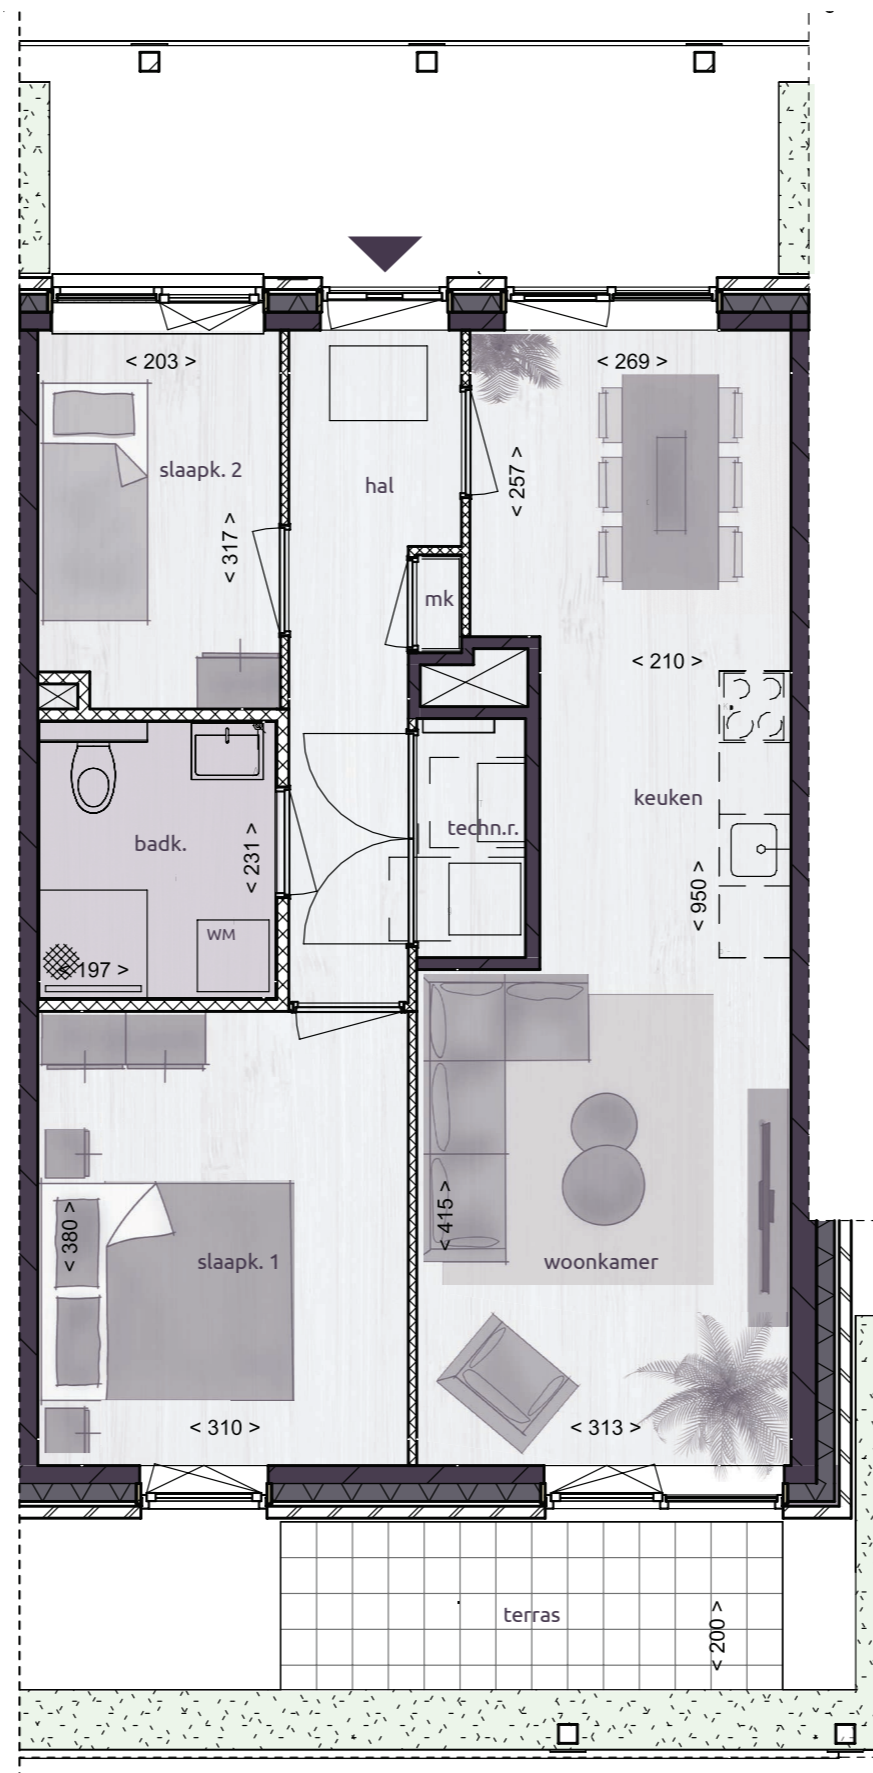 < 203 >
< 269 >
slaapk. 2
hal
< 257 >
< 317 >
mk
< 210 >
keuken
techn.r.
badk.
< 231 >
< 950 >
WM
< 197 >
< 415 >
< 380 >
slaapk. 1
woonkamer
< 310 >
< 313 >
terras
< 200 >